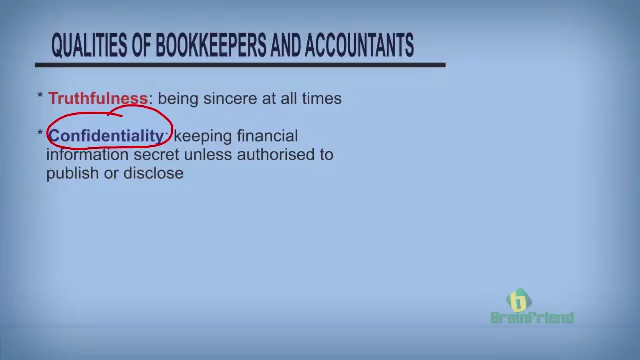 QUALITIES OF BOOKKEEPERS AND ACCOUNTANTS
* Truthfulness: being sincere at all times
* Confidentiality: keeping financial
information secret unless authorised to
publish or disclose
b
BrainFriend